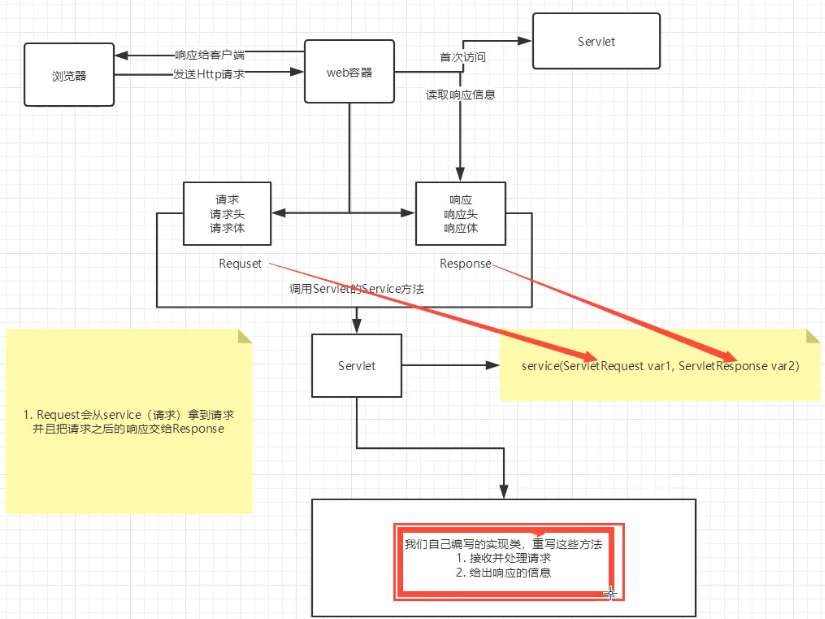 Servlet
浏览器
响应给客户端
发送Http请求
web容器
首次访问
读取响应信息
请求
请求头
请求体
响应
响应头
响应体
Requset
Response
调用Servlet的Service方法
Servlet
service(ServletRequest var1, ServletResponse var2)
1. Request会从service（请求）拿到请求
并且把请求之后的响应交给Response
我们自己编写的实现类，重写这些方法
1. 接收并处理请求
2. 给出响应的信息